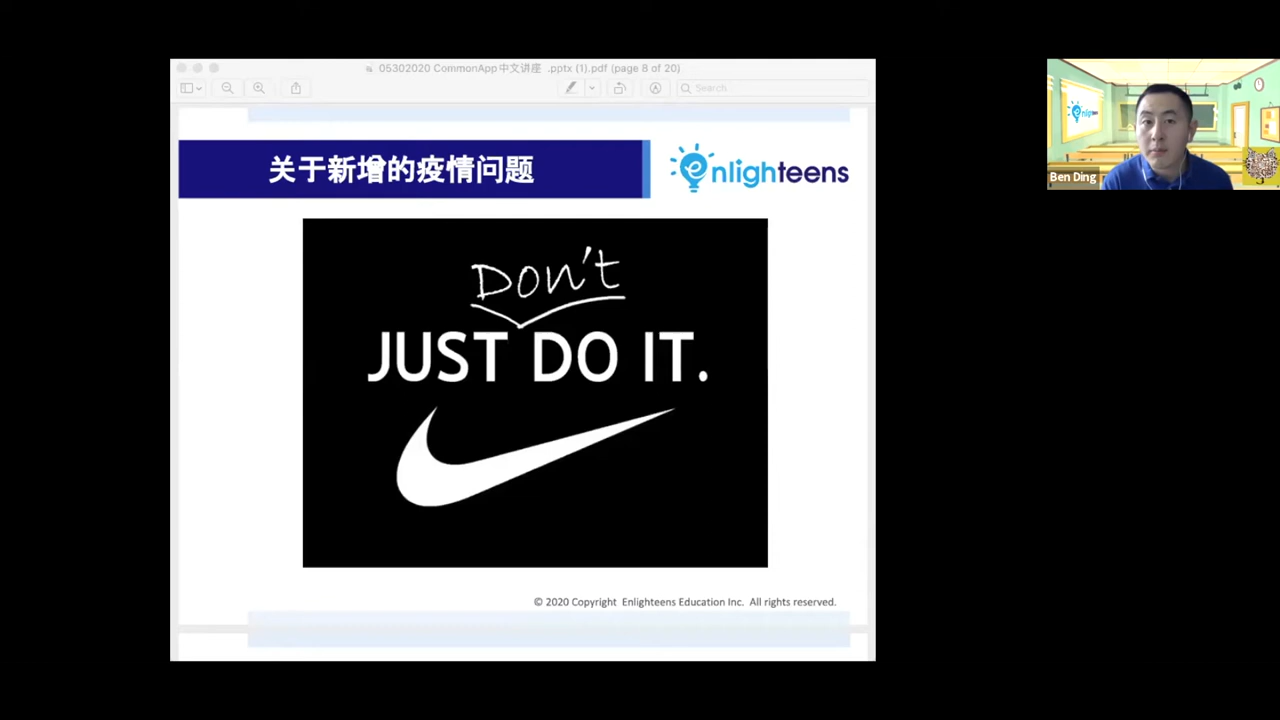 05302020 CommonApp中文讲座 .pptx (1).pdf (page 8 of 20)
Search
关于新增的疫情问题
enlighteens
Don't
JUST DO IT.
© 2020 Copyright Enlighteens Education Inc. All rights reserved.
enlighteens
Ben Ding